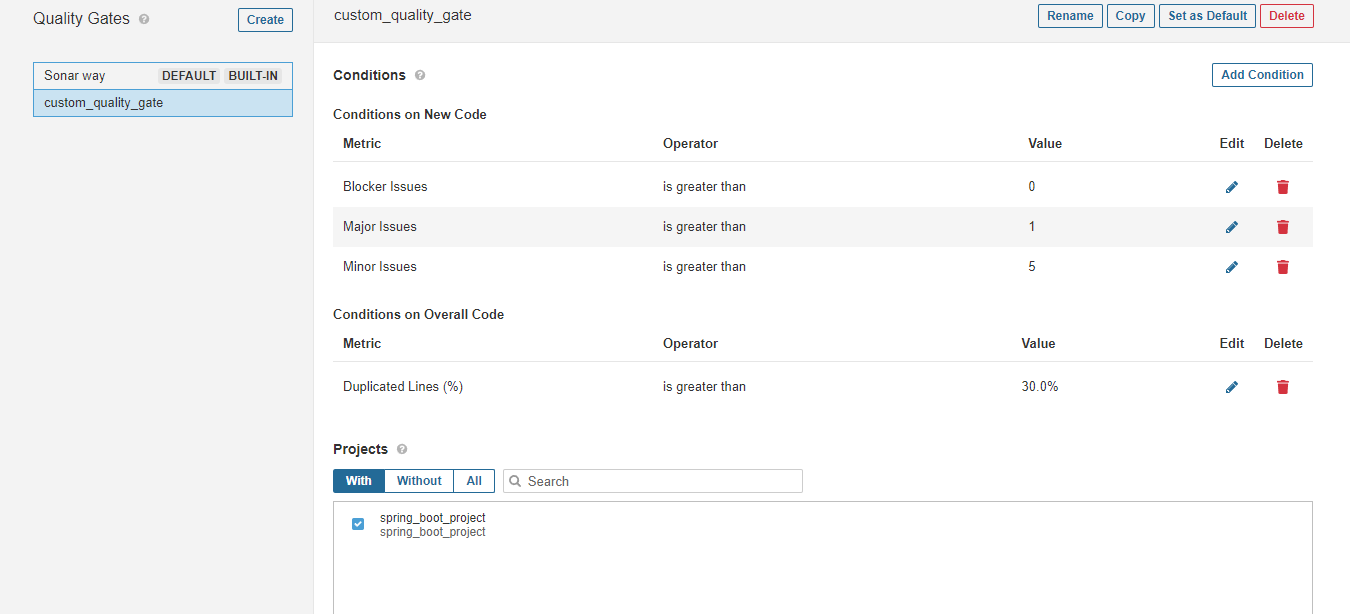 Quality Gates ?
Create
Sonar way DEFAULT BUILT-IN
custom_quality_gate
custom_quality_gate
Rename Copy Set as Default Delete
Conditions ?
Add Condition
Conditions on New Code
Metric Operator Value Edit Delete
Blocker Issues is greater than 0
Major Issues is greater than 1
Minor Issues is greater than 5
Conditions on Overall Code
Metric Operator Value Edit Delete
Duplicated Lines (%) is greater than 30.0%
Projects ?
With Without All Search
spring_boot_project
spring_boot_project